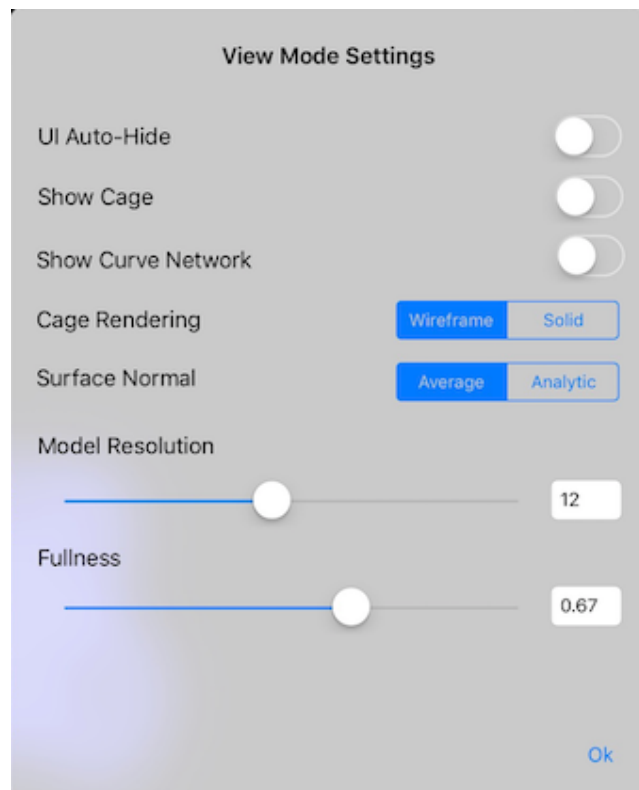 View Mode Settings
UI Auto-Hide
Show Cage
Show Curve Network
Cage Rendering Wireframe Solid
Surface Normal Average Analytic
Model Resolution
12
Fullness
0.67
Ok